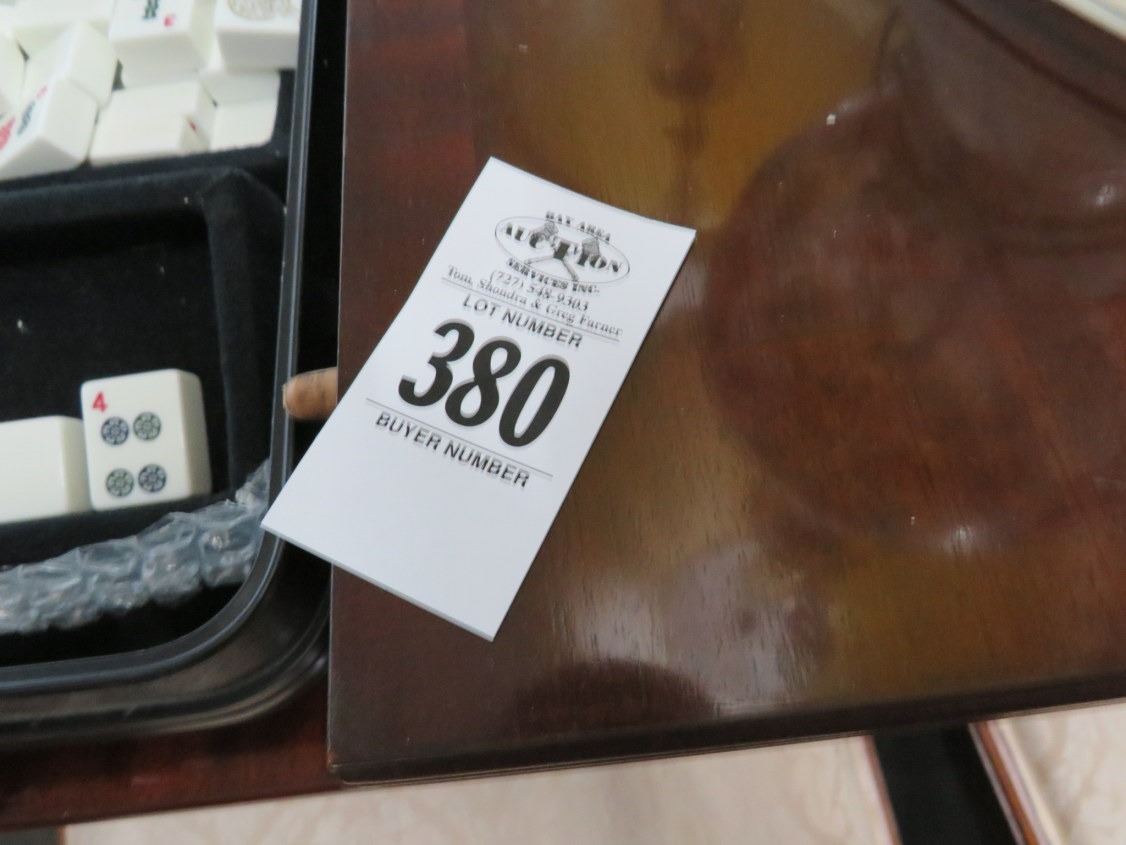 BAY AREA
AUCTION
SERVICES INC.
(727) 548-9303
Tom, Shondra & Greg Farner
LOT NUMBER
380
BUYER NUMBER
4